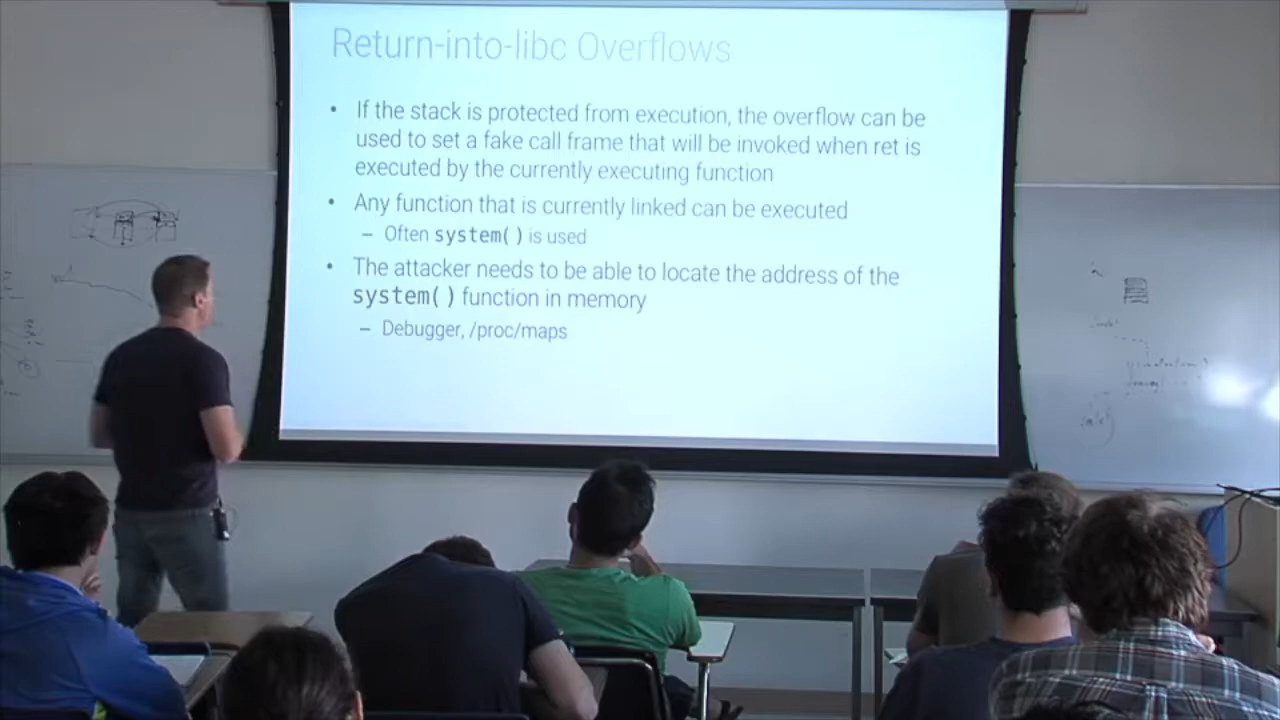 Return-into-libc Overflows
• If the stack is protected from execution, the overflow can be
used to set a fake call frame that will be invoked when ret is
executed by the currently executing function
• Any function that is currently linked can be executed
– Often system() is used
• The attacker needs to be able to locate the address of the
system() function in memory
– Debugger, /proc/maps